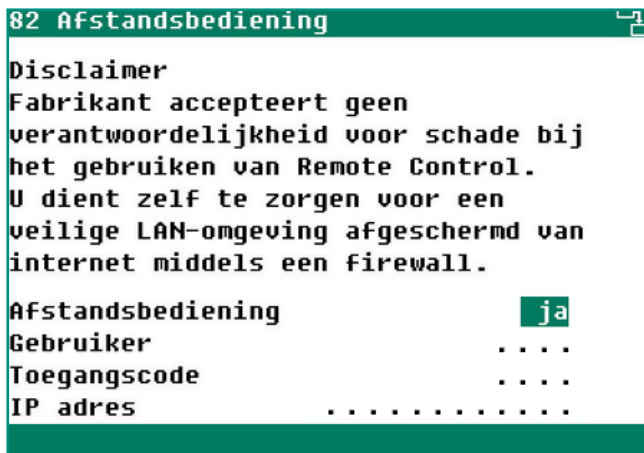 82 Afstandsbediening
Disclaimer
Fabrikant accepteert geen
verantwoordelijkheid voor schade bij
het gebruiken van Remote Control.
U dient zelf te zorgen voor een
veilige LAN-omgeving afgeschermd van
internet middels een firewall.
Afstandsbediening ja
Gebruiker ....
Toegangscode ....
IP adres ............